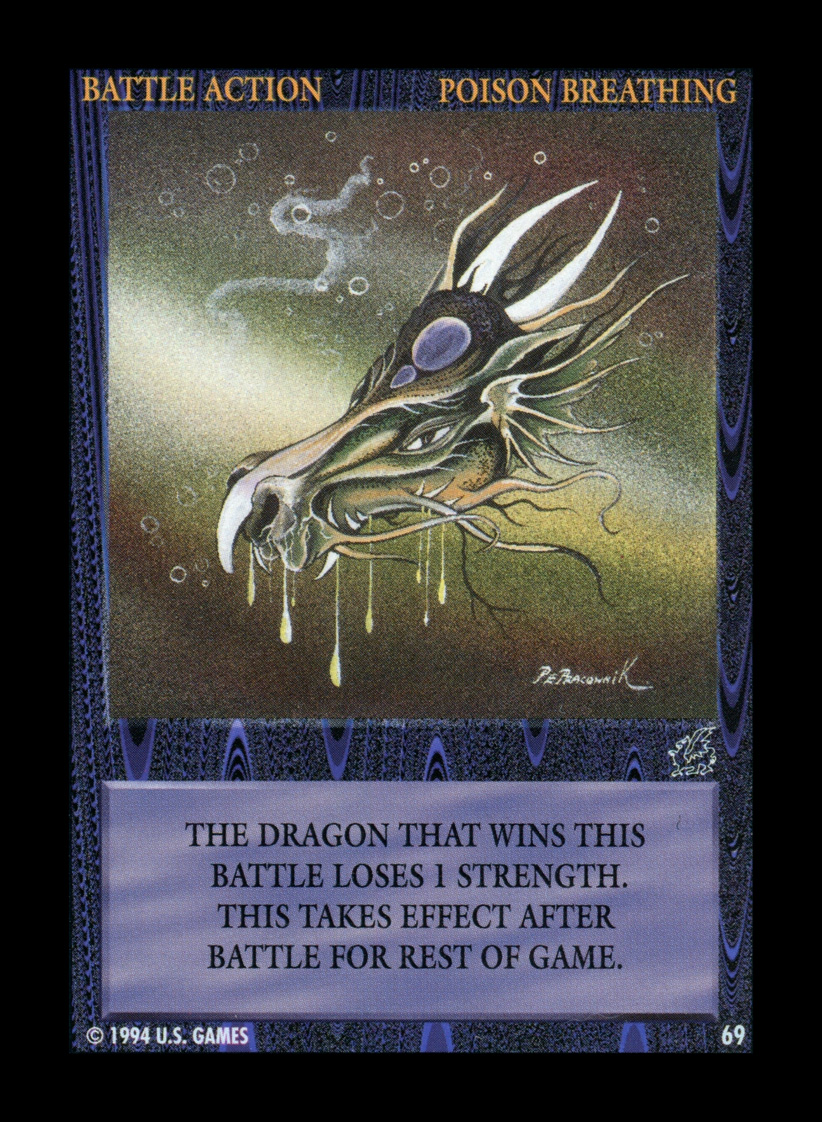 BATTLE ACTION POISON BREATHING
P.E. PRACOWNIK
THE DRAGON THAT WINS THIS
BATTLE LOSES 1 STRENGTH.
THIS TAKES EFFECT AFTER
BATTLE FOR REST OF GAME.
© 1994 U.S. GAMES 69